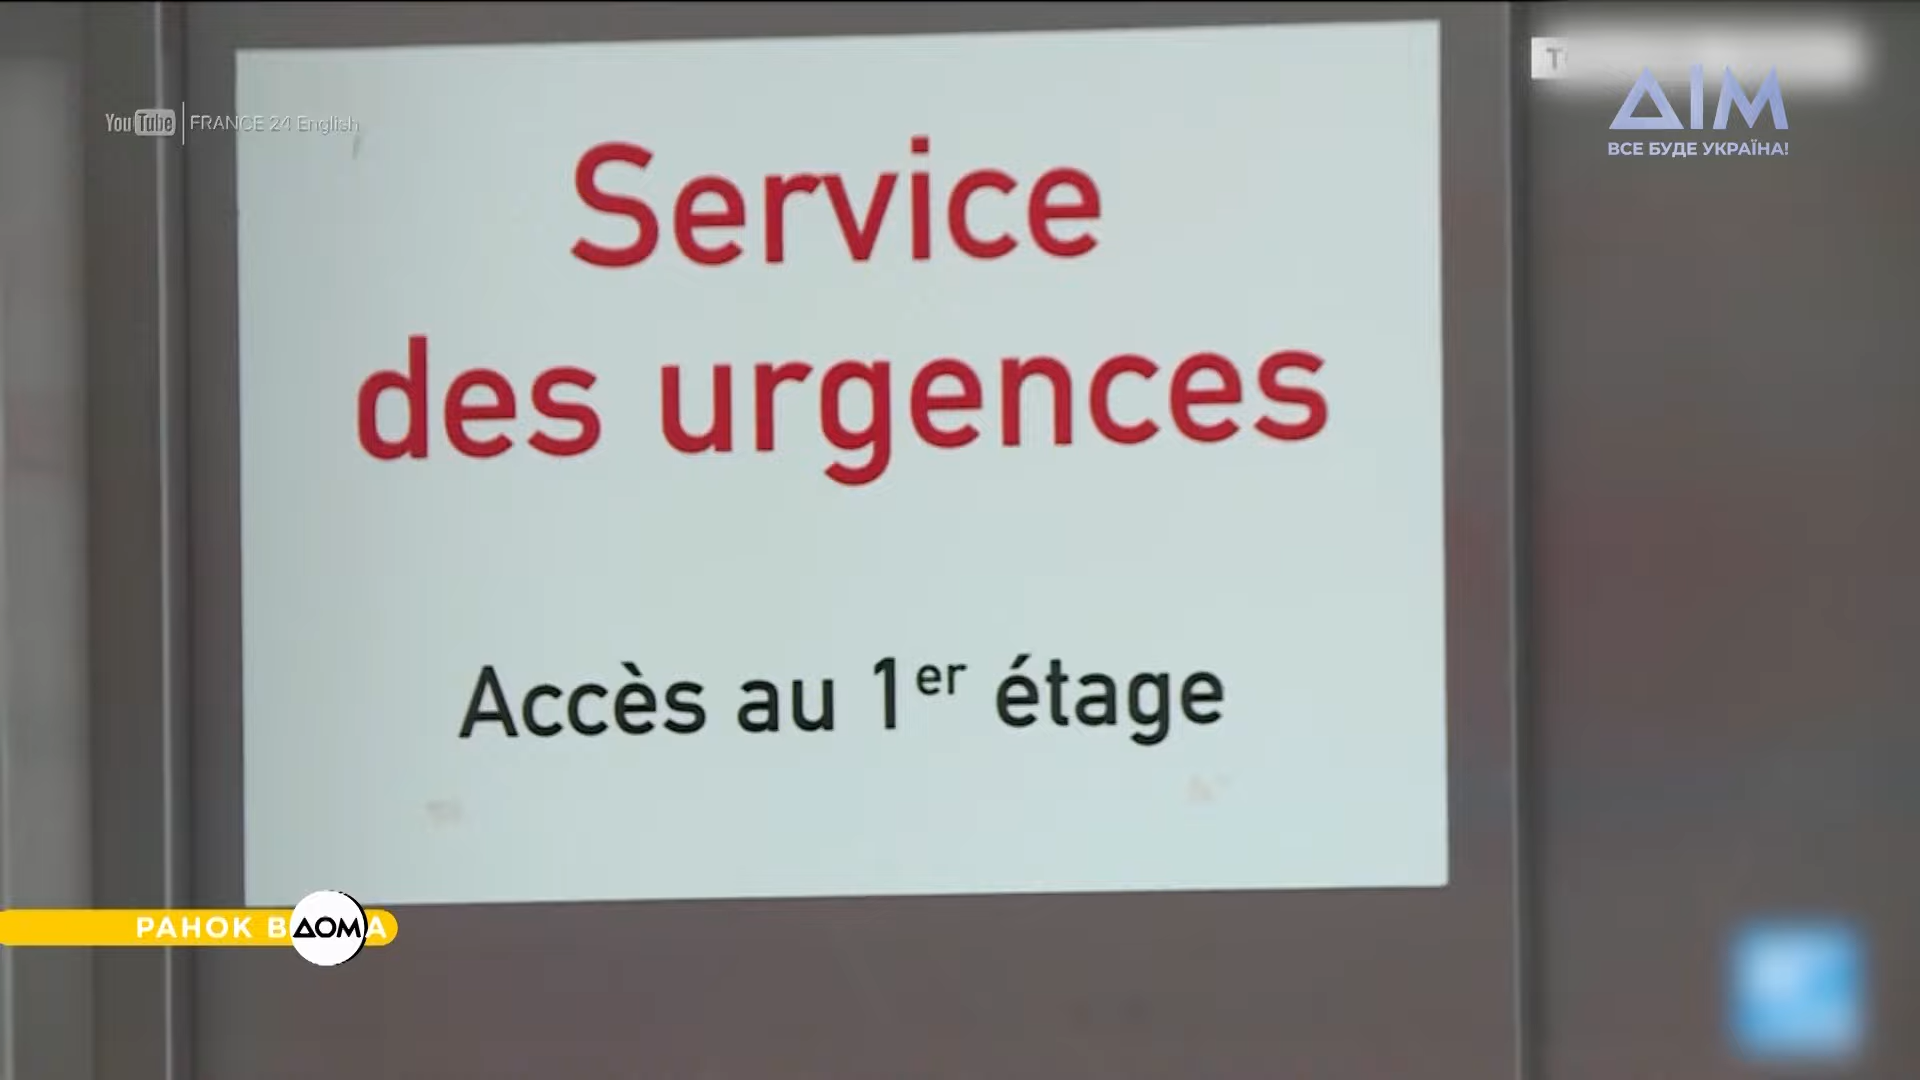 YouTube FRANCE 24 English
ДІМ
ВСЕ БУДЕ УКРАЇНА!
Service
des urgences
Accès au 1er étage
РАНОК В ДОМА